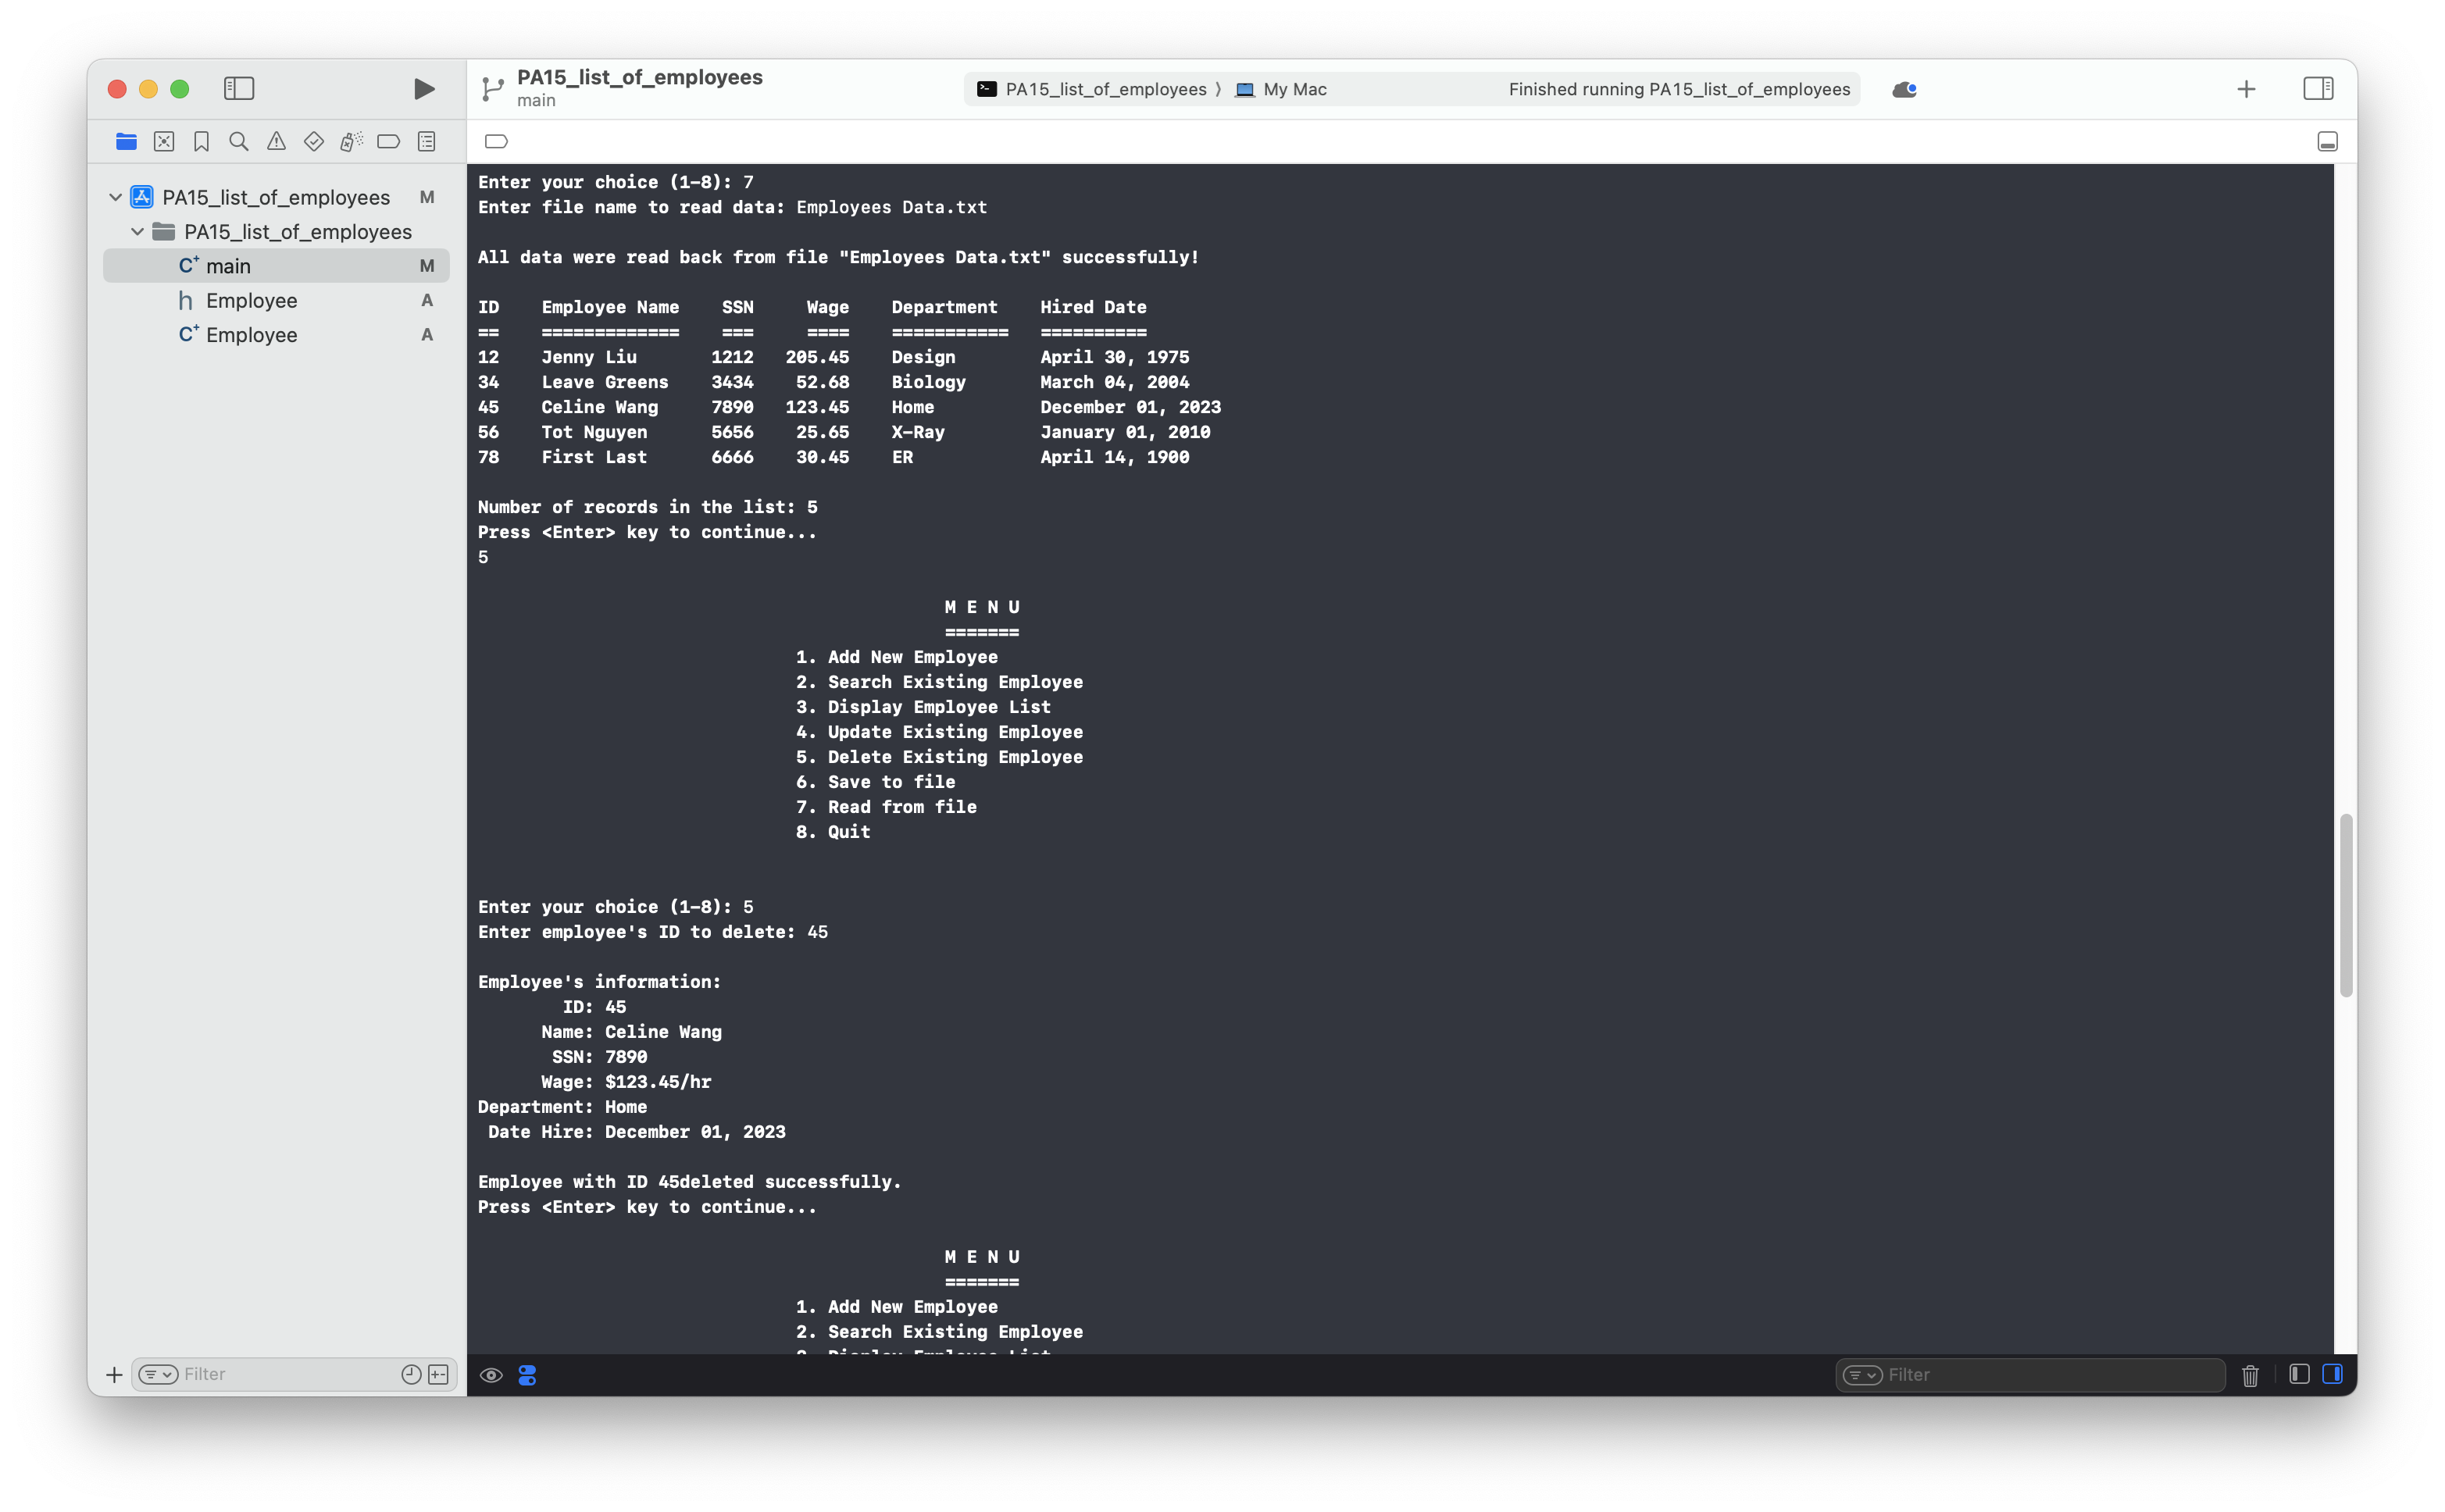 PA15_list_of_employees
main
PA15_list_of_employees ⟩ My Mac
Finished running PA15_list_of_employees
PA15_list_of_employees M
PA15_list_of_employees
main M
h Employee A
Employee A
Filter
Enter your choice (1-8): 7
Enter file name to read data: Employees Data.txt
All data were read back from file "Employees Data.txt" successfully!
ID    Employee Name    SSN     Wage    Department    Hired Date
==    =============    ===     ====    ===========   ==========
12    Jenny Liu       1212   205.45    Design        April 30, 1975
34    Leave Greens    3434    52.68    Biology       March 04, 2004
45    Celine Wang     7890   123.45    Home          December 01, 2023
56    Tot Nguyen      5656    25.65    X-Ray         January 01, 2010
78    First Last      6666    30.45    ER            April 14, 1900
Number of records in the list: 5
Press <Enter> key to continue...
5
M E N U
=======
1. Add New Employee
2. Search Existing Employee
3. Display Employee List
4. Update Existing Employee
5. Delete Existing Employee
6. Save to file
7. Read from file
8. Quit
Enter your choice (1-8): 5
Enter employee's ID to delete: 45
Employee's information:
ID: 45
Name: Celine Wang
SSN: 7890
Wage: $123.45/hr
Department: Home
Date Hire: December 01, 2023
Employee with ID 45deleted successfully.
Press <Enter> key to continue...
M E N U
=======
1. Add New Employee
2. Search Existing Employee
3. Display Employee List
Filter